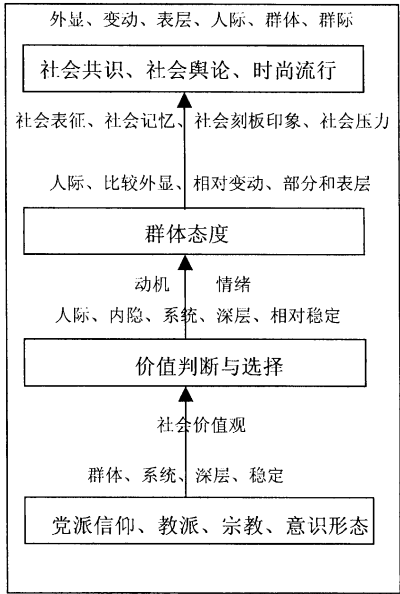 外显、变动、表层、人际、群体、群际
社会共识、社会舆论、时尚流行
社会表征、社会记忆、社会刻板印象、社会压力
人际、比较外显、相对变动、部分和表层
群体态度
动机 情绪
人际、内隐、系统、深层、相对稳定
价值判断与选择
社会价值观
群体、系统、深层、稳定
党派信仰、教派、宗教、意识形态